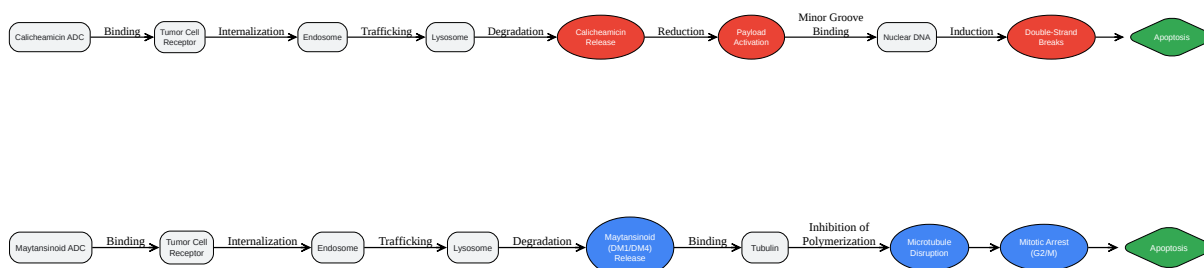 Calicheamicin ADC
Binding
Tumor Cell
Receptor
Internalization
Endosome
Trafficking
Lysosome
Degradation
Calicheamicin
Release
Reduction
Payload
Activation
Minor Groove
Binding
Nuclear DNA
Induction
Double-Strand
Breaks
Apoptosis
Maytansinoid ADC
Binding
Tumor Cell
Receptor
Internalization
Endosome
Trafficking
Lysosome
Degradation
Maytansinoid
(DM1/DM4)
Release
Binding
Tubulin
Inhibition of
Polymerization
Microtubule
Disruption
Mitotic Arrest
(G2/M)
Apoptosis